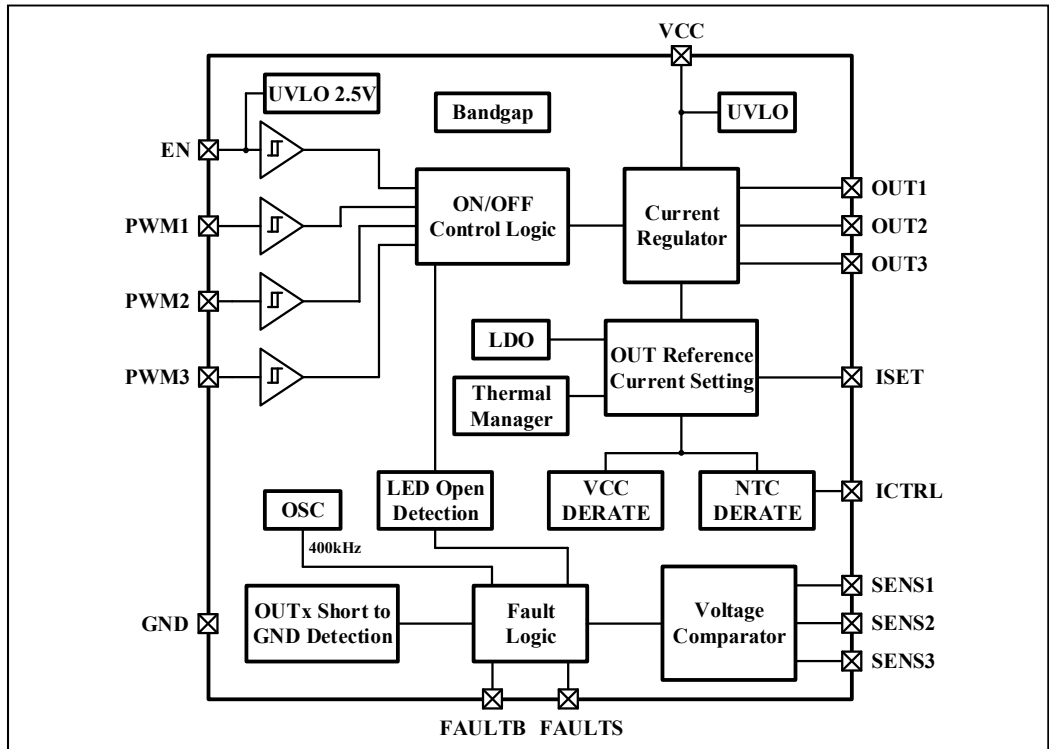 VCC
UVLO 2.5V
Bandgap
UVLO
EN
ON/OFF
Control Logic
Current
Regulator
OUT1
PWM1
OUT2
OUT3
PWM2
LDO
OUT Reference
Current Setting
PWM3
ISET
Thermal
Manager
LED Open
Detection
VCC
DERATE
NTC
DERATE
ICTRL
OSC
400kHz
SENS1
OUTx Short to
GND Detection
Fault
Logic
Voltage
Comparator
GND
SENS2
SENS3
FAULTB
FAULTS